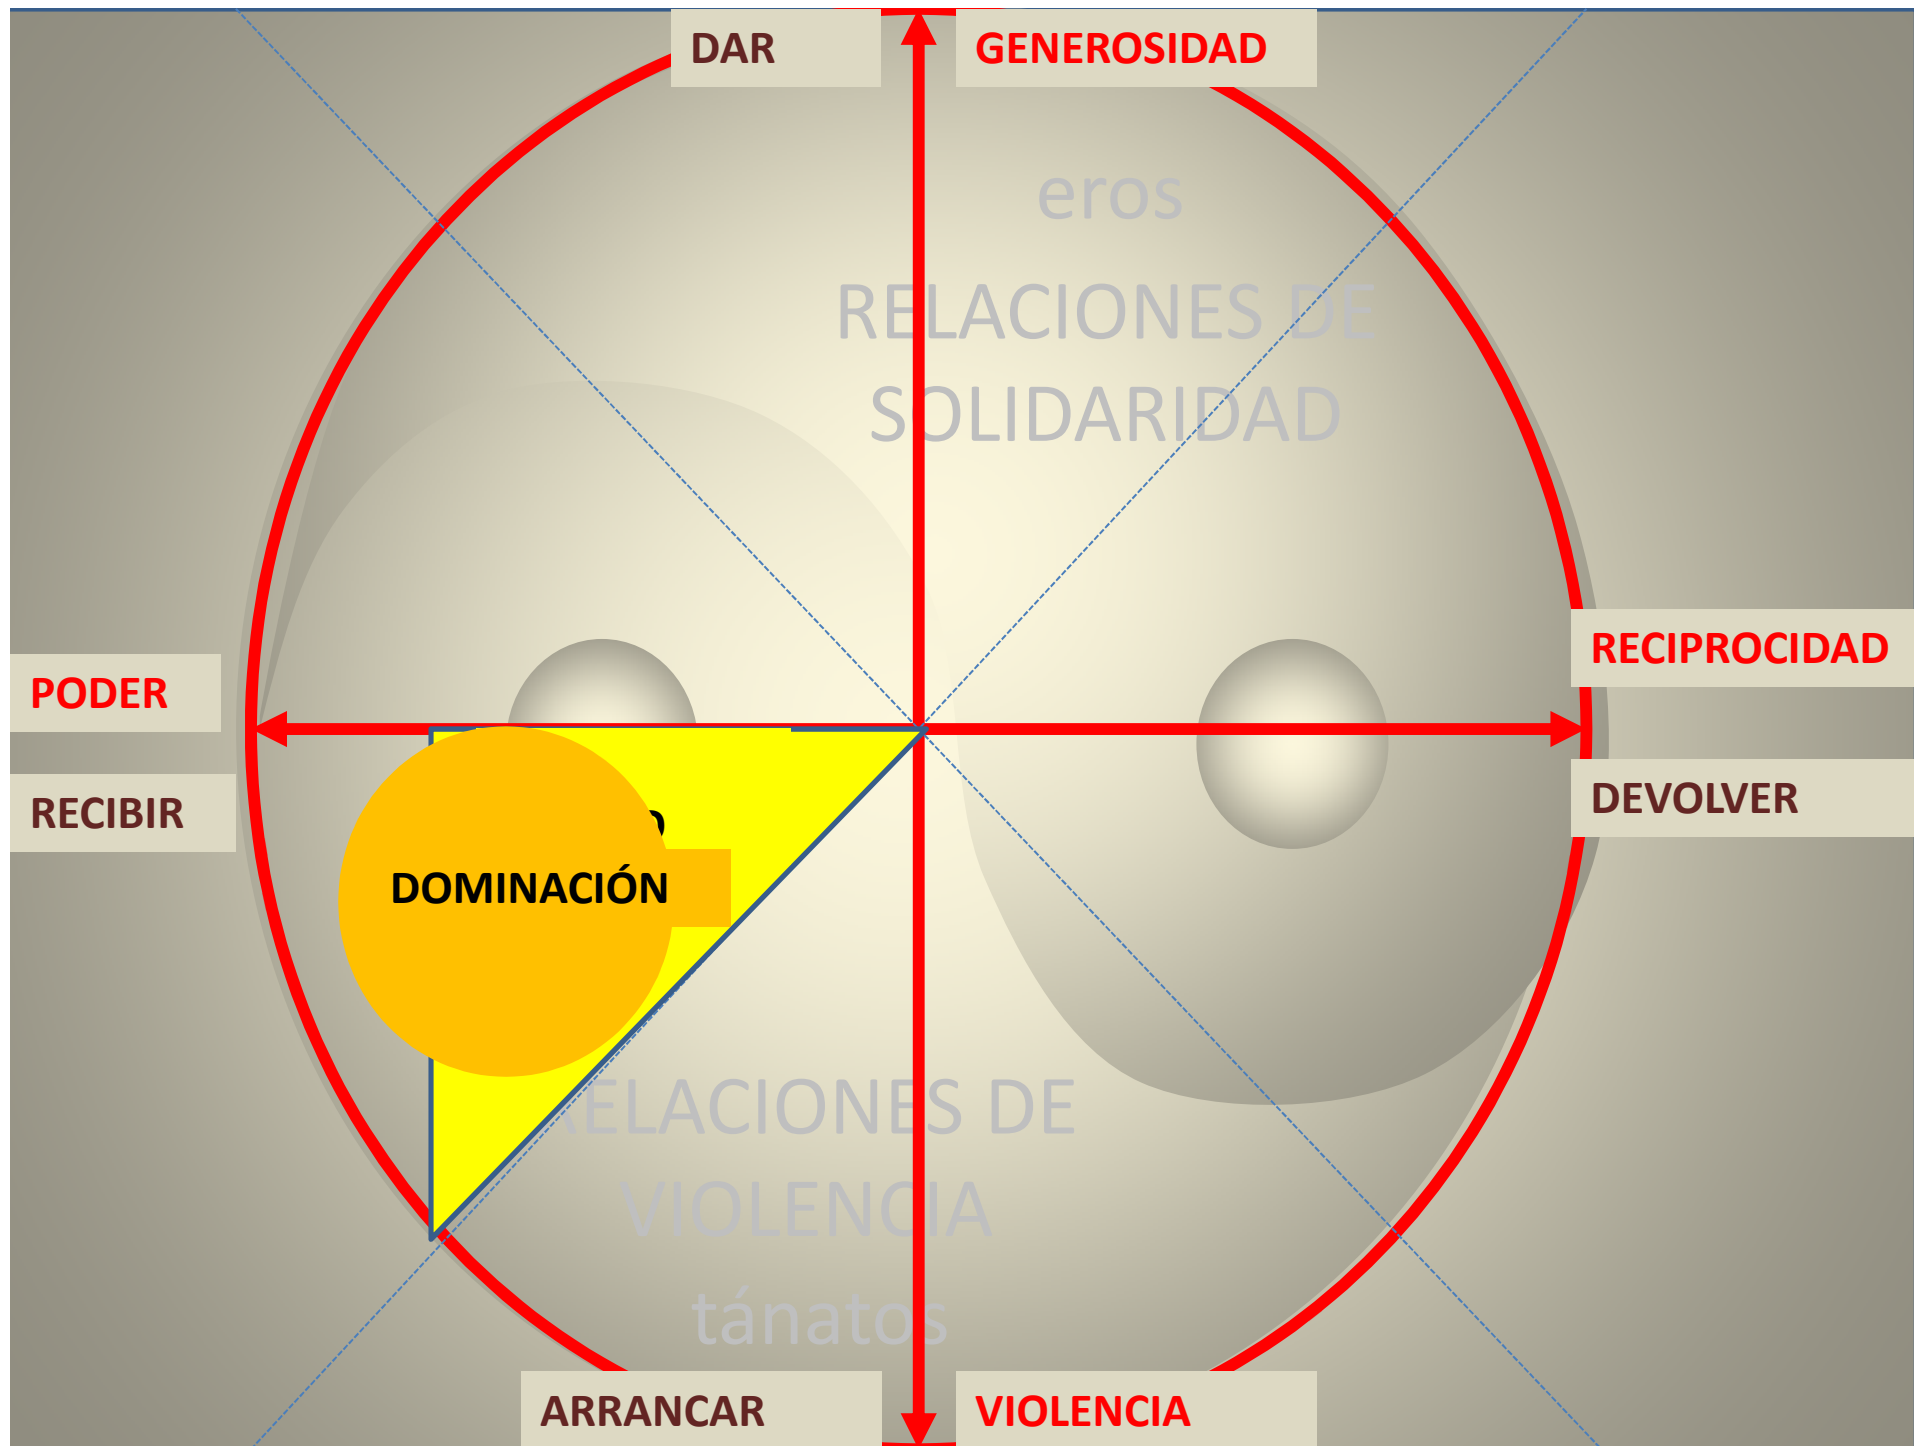 DAR
GENEROSIDAD
eros
RELACIONES DE
SOLIDARIDAD
RECIPROCIDAD
PODER
RECIBIR
DEVOLVER
DOMINACIÓN
RELACIONES DE
VIOLENCIA
tánatos
ARRANCAR
VIOLENCIA